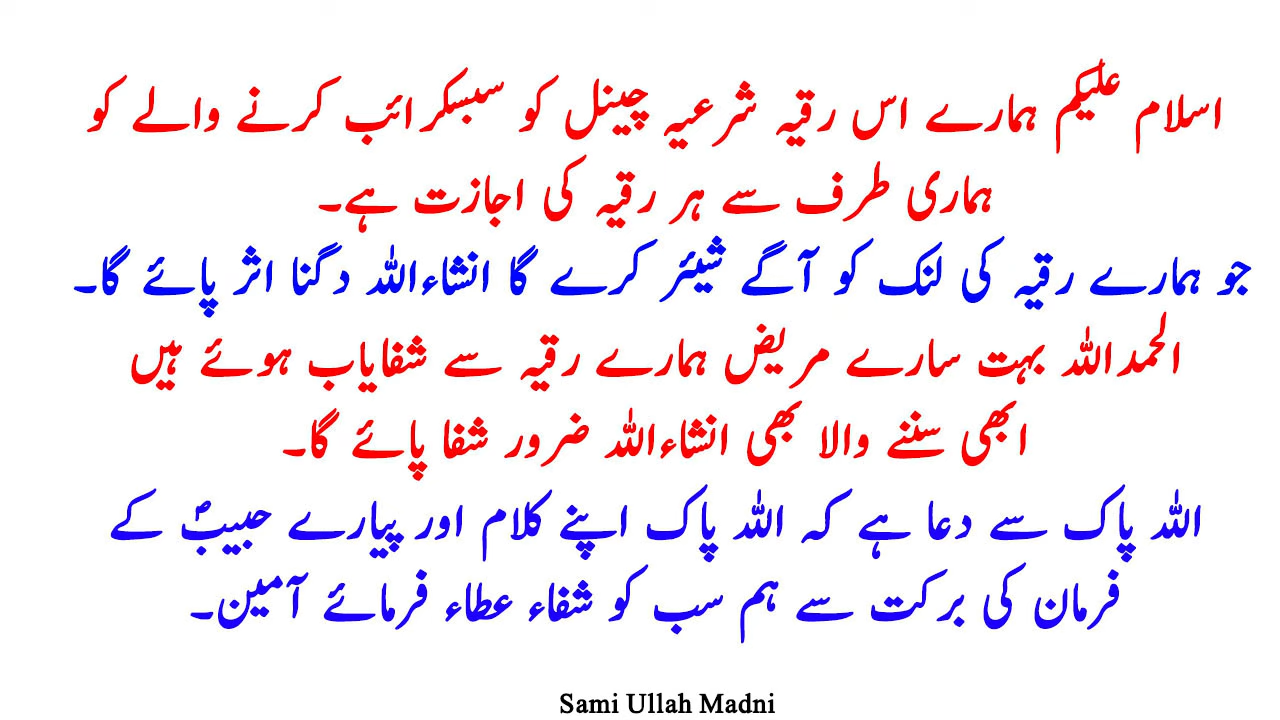 اسلام علیکم ہمارے اس رقیہ شرعیہ چینل کو سبسکرائب کرنے والے کو
ہماری طرف سے ہر رقیہ کی اجازت ہے۔
جو ہمارے رقیہ کی لنک کو آگے شیئر کرے گا انشاءاللہ دگنا اثر پائے گا۔
الحمداللہ بہت سارے مریض ہمارے رقیہ سے شفایاب ہوئے ہیں
ابھی سننے والا بھی انشاءاللہ ضرور شفا پائے گا۔
اللہ پاک سے دعا ہے کہ اللہ پاک اپنے کلام اور پیارے حبیبؐ کے
فرمان کی برکت سے ہم سب کو شفاء عطاء فرمائے آمین۔
Sami Ullah Madni